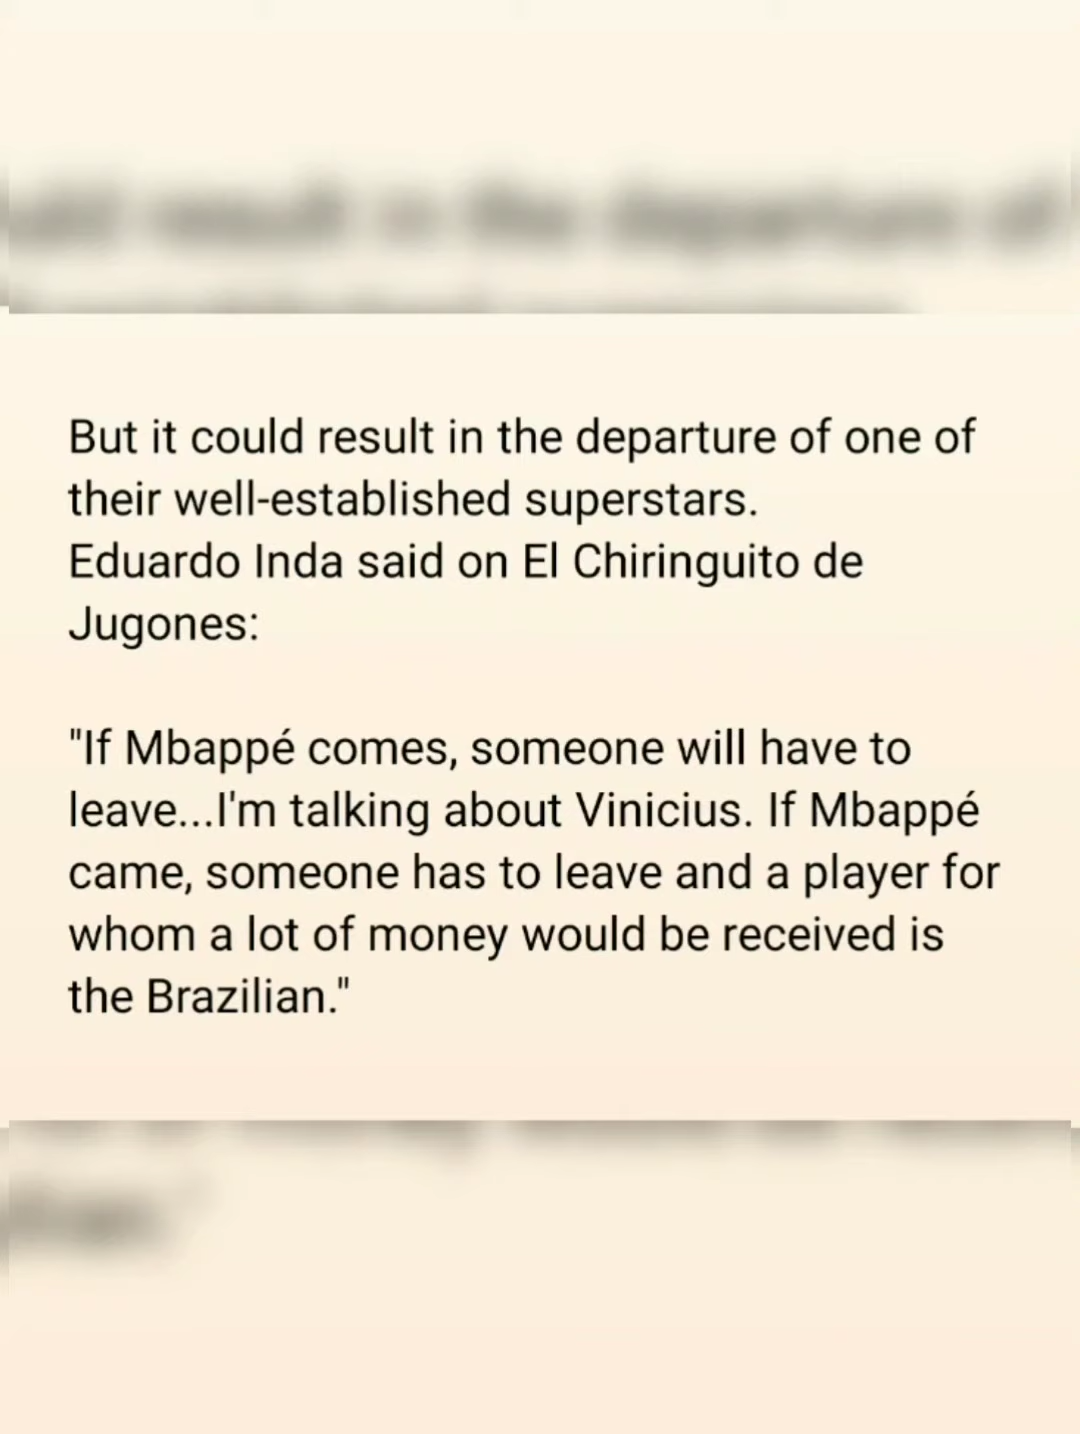 But it could result in the departure of one of
their well-established superstars.
Eduardo Inda said on El Chiringuito de
Jugones:
"If Mbappé comes, someone will have to
leave...I'm talking about Vinicius. If Mbappé
came, someone has to leave and a player for
whom a lot of money would be received is
the Brazilian."